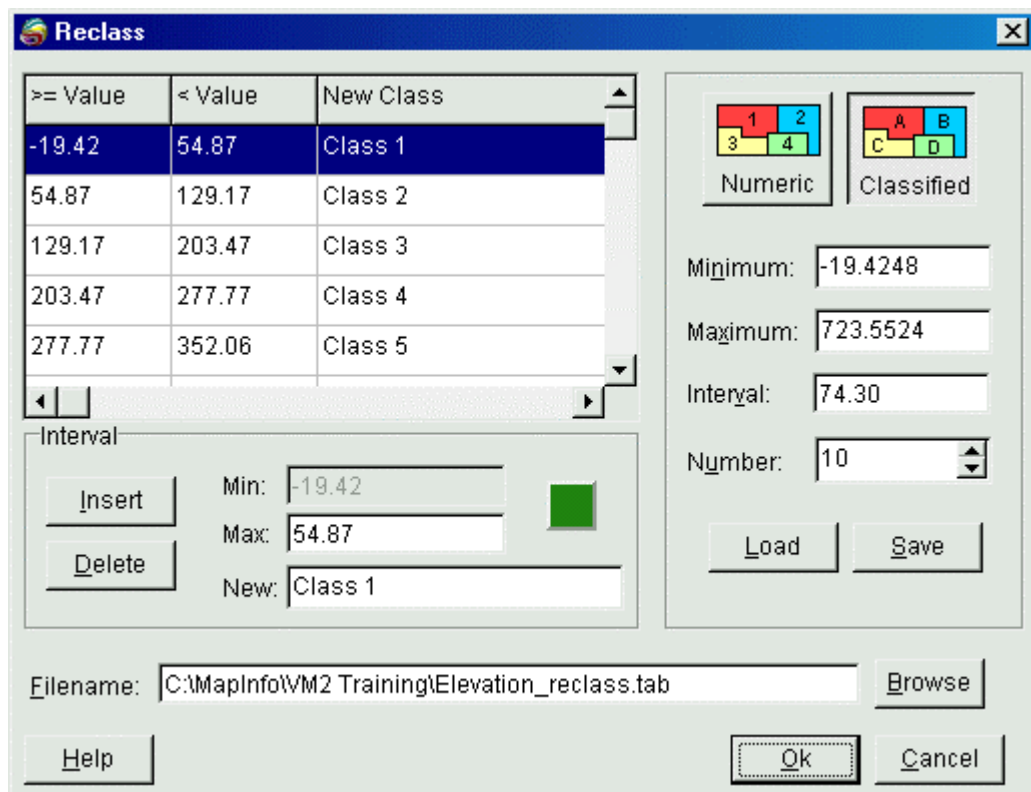 Reclass
>= Value < Value New Class
-19.42 54.87 Class 1
54.87 129.17 Class 2
129.17 203.47 Class 3
203.47 277.77 Class 4
277.77 352.06 Class 5
1 2 3 4
Numeric
A B C D
Classified
Minimum: -19.4248
Maximum: 723.5524
Interval: 74.30
Number: 10
Load Save
Interval
Insert
Delete
Min: -19.42
Max: 54.87
New: Class 1
Filename: C:\MapInfo\VM2 Training\Elevation_reclass.tab Browse
Help Ok Cancel